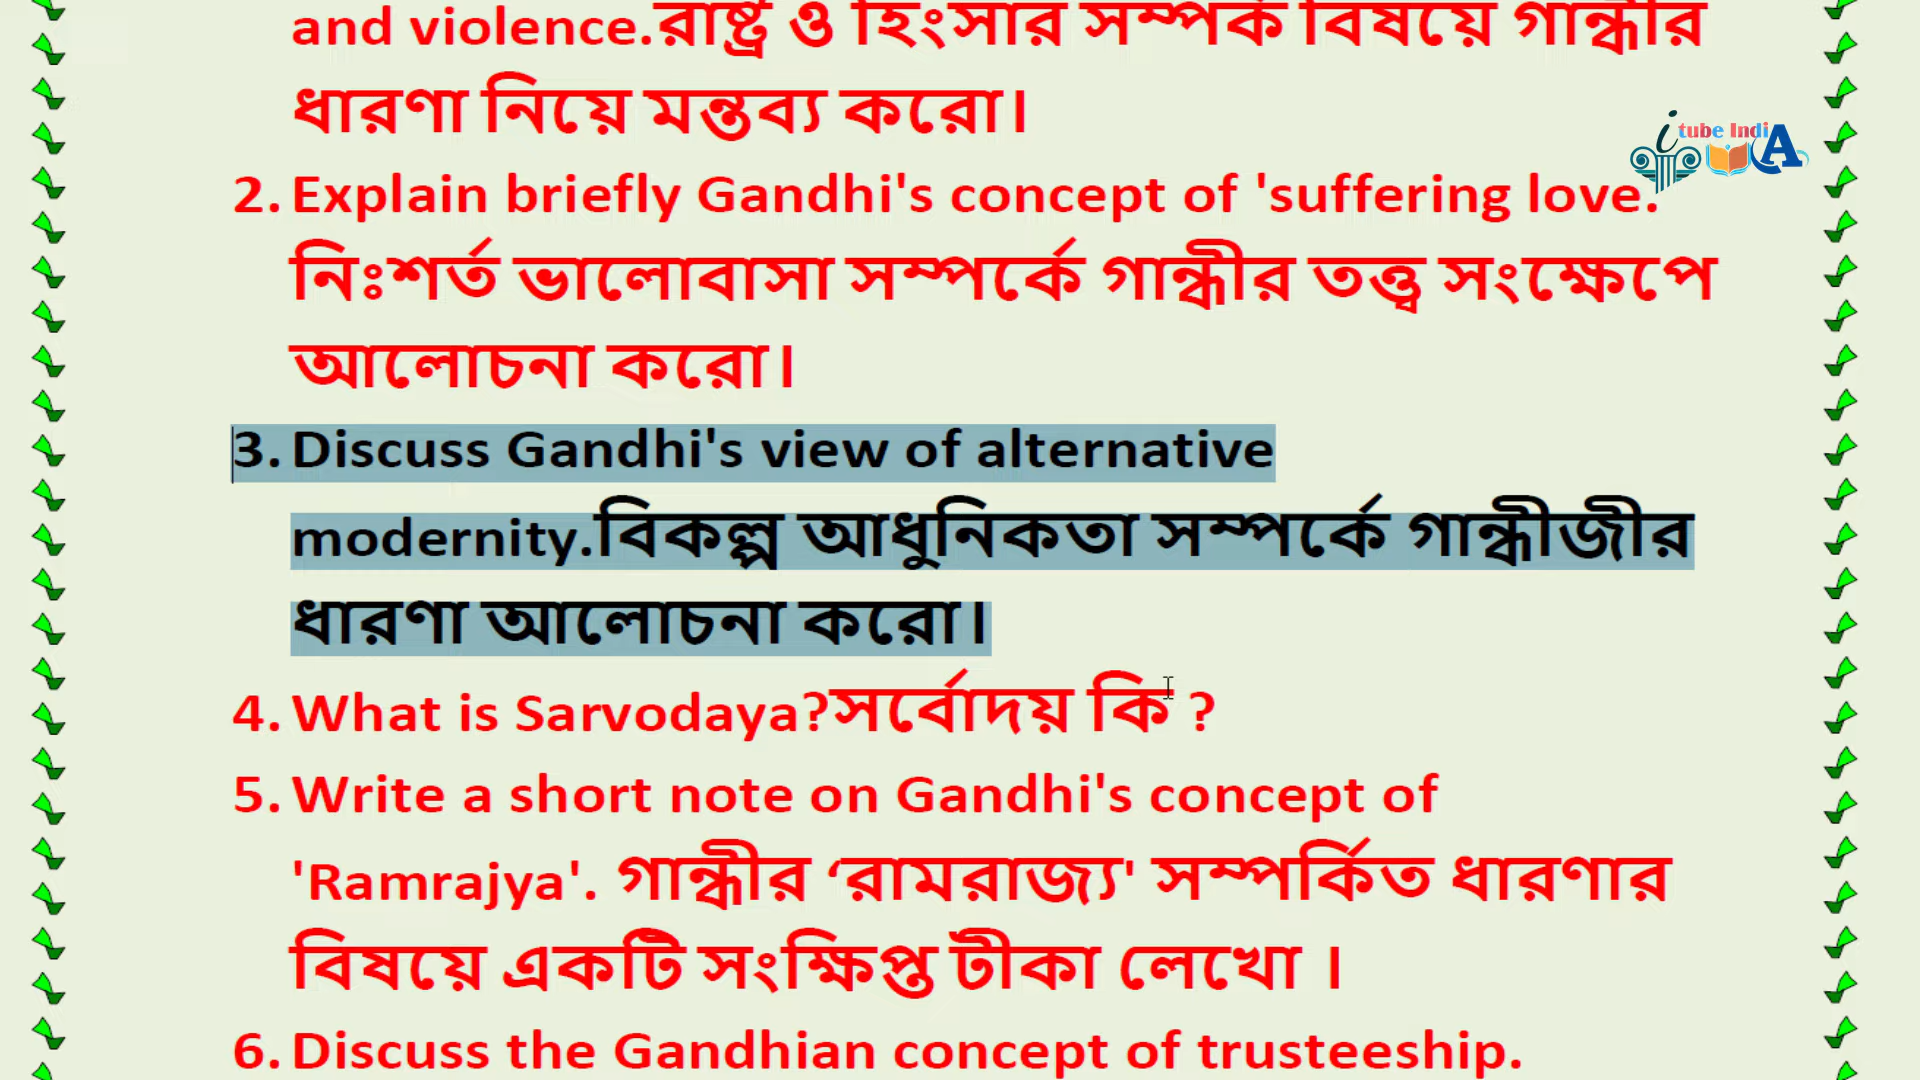 and violence.রাষ্ট্র ও হিংসার সম্পর্ক বিষয়ে গান্ধীর
ধারণা নিয়ে মন্তব্য করো।
i tube IndiA
2. Explain briefly Gandhi's concept of 'suffering love.'
নিঃশর্ত ভালোবাসা সম্পর্কে গান্ধীর তত্ত্ব সংক্ষেপে
আলোচনা করো।
3. Discuss Gandhi's view of alternative
modernity.বিকল্প আধুনিকতা সম্পর্কে গান্ধীজীর
ধারণা আলোচনা করো।
4. What is Sarvodaya?সর্বোদয় কি ?
5. Write a short note on Gandhi's concept of
'Ramrajya'. গান্ধীর ‘রামরাজ্য' সম্পর্কিত ধারণার
বিষয়ে একটি সংক্ষিপ্ত টীকা লেখো ।
6. Discuss the Gandhian concept of trusteeship.